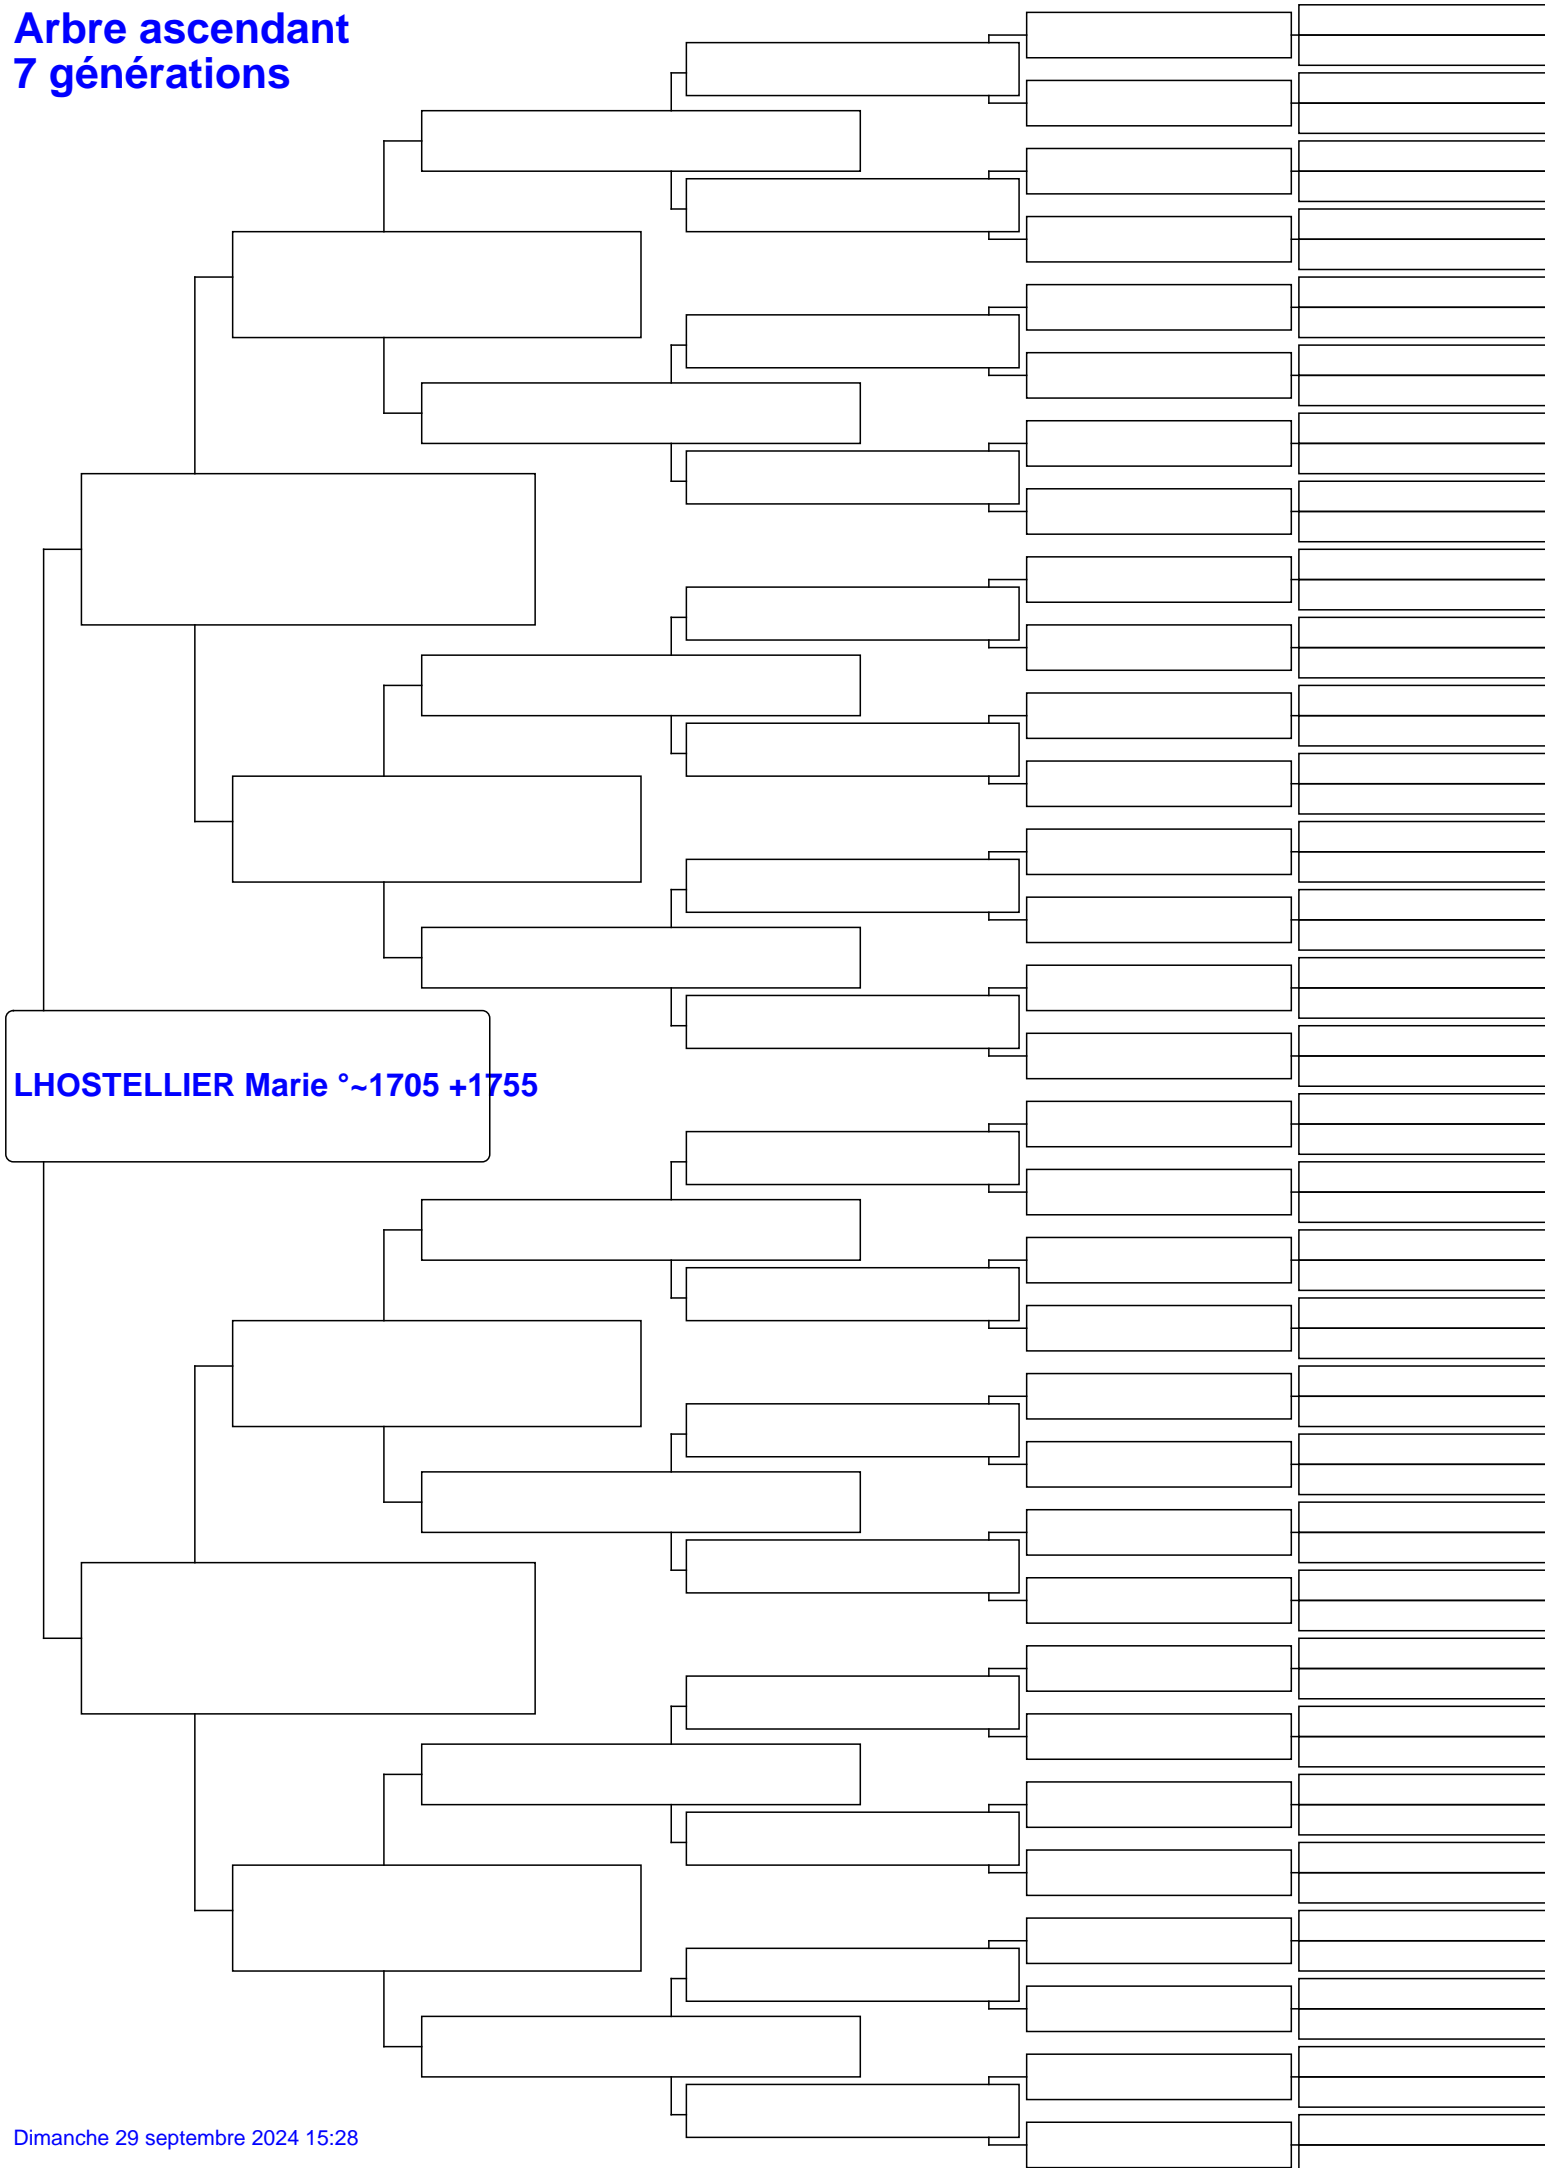 Arbre ascendant
7 générations
LHOSTELLIER Marie °~1705 +1755
Dimanche 29 septembre 2024 15:28